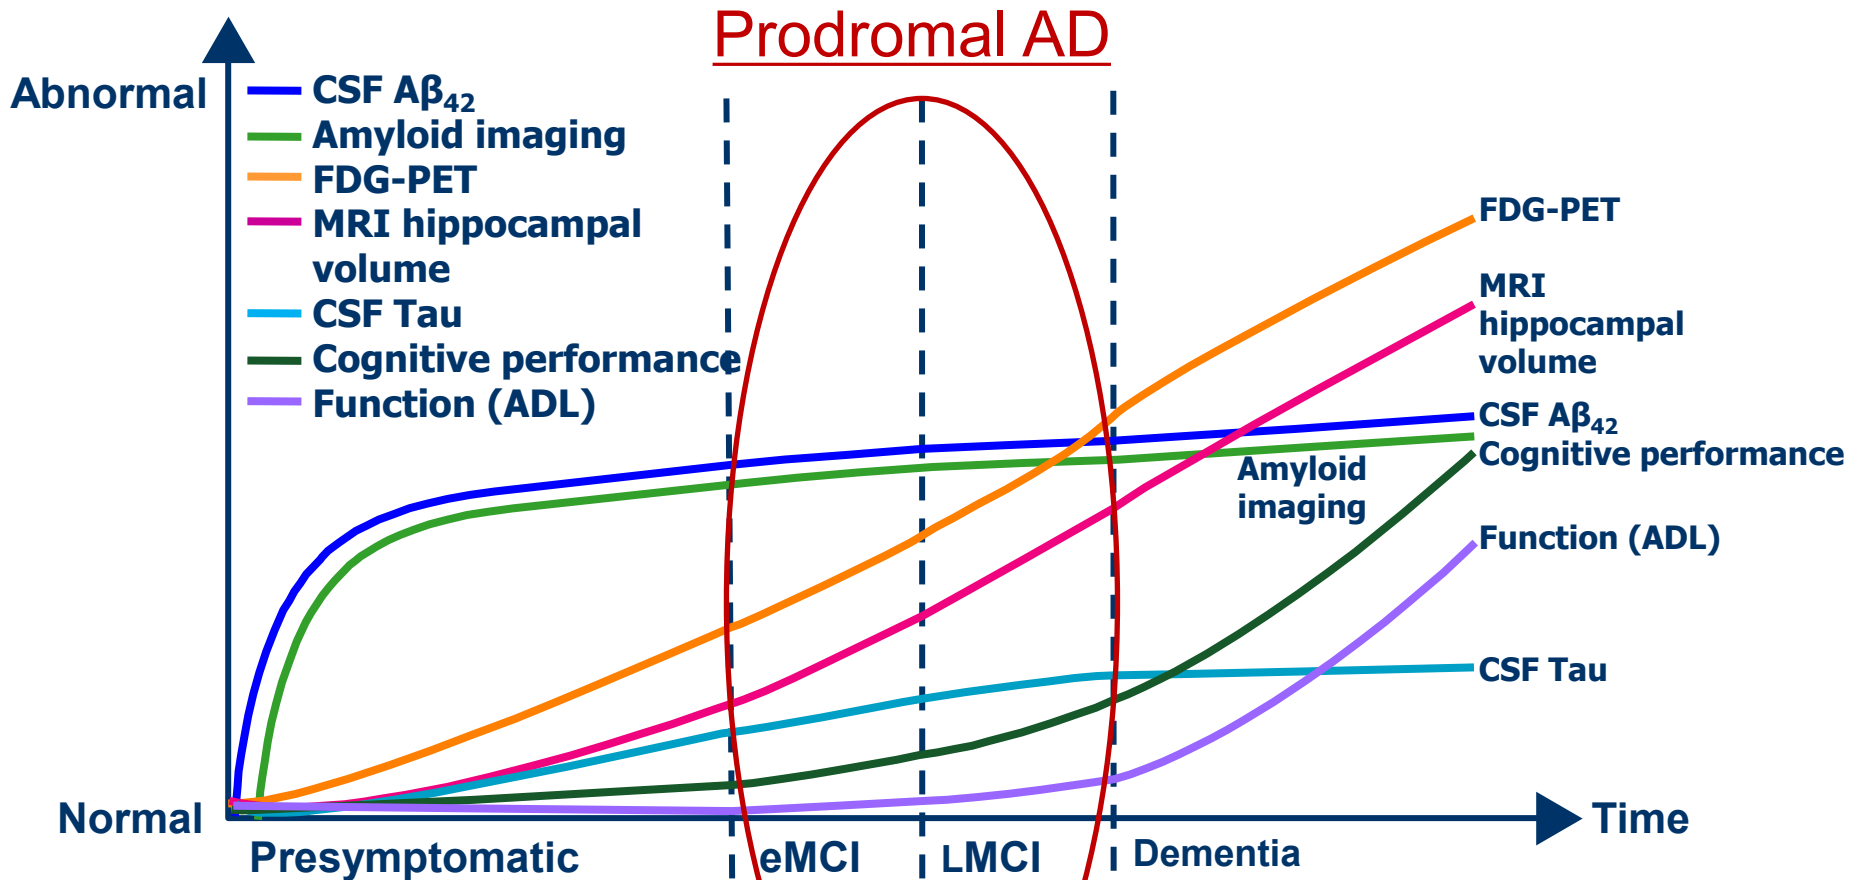 Prodromal AD
Abnormal
CSF Aβ₄₂
Amyloid imaging
FDG-PET
MRI hippocampal
volume
CSF Tau
Cognitive performance
Function (ADL)
FDG-PET
MRI
hippocampal
volume
CSF Aβ₄₂
Cognitive performance
Amyloid
imaging
Function (ADL)
CSF Tau
Normal
Time
Presymptomatic
eMCI
LMCI
Dementia